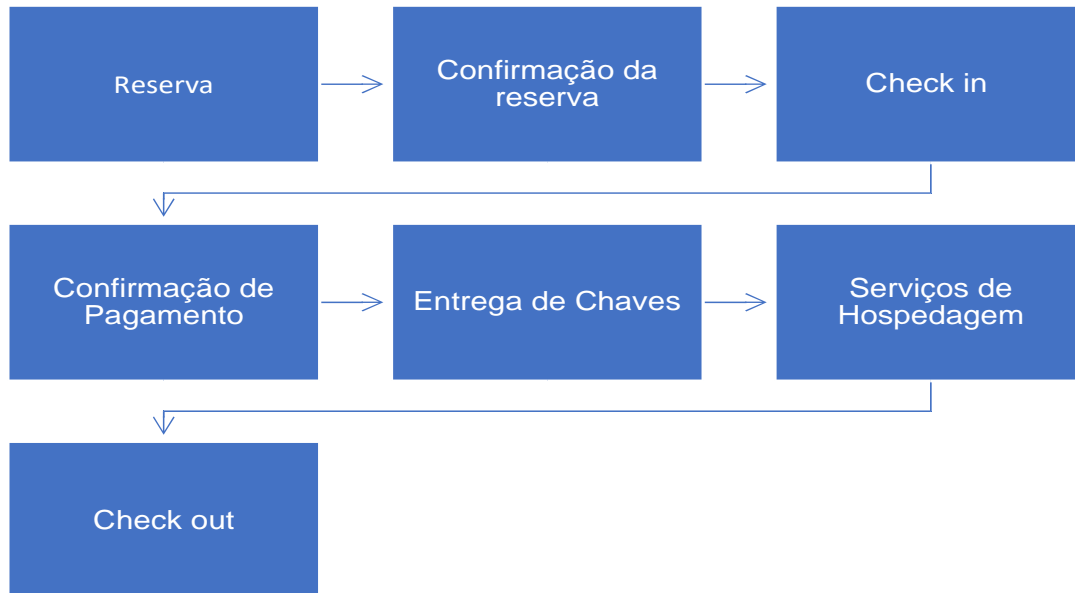 Reserva
Confirmação da
reserva
Check in
Confirmação de
Pagamento
Entrega de Chaves
Serviços de
Hospedagem
Check out